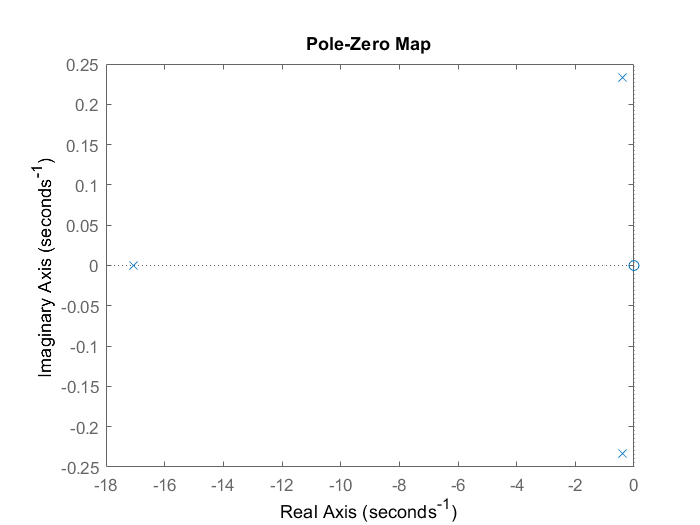 Pole-Zero Map
0.25
0.2
0.15
0.1
0.05
0
-0.05
-0.1
-0.15
-0.2
-0.25
Imaginary Axis (seconds⁻¹)
-18 -16 -14 -12 -10 -8 -6 -4 -2 0
Real Axis (seconds⁻¹)